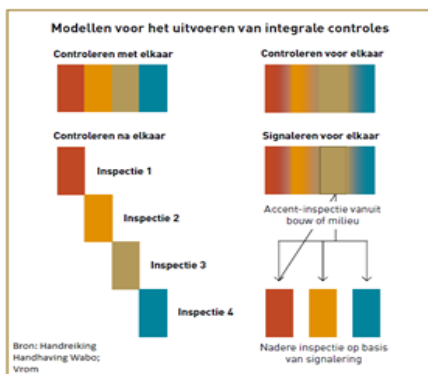 Modellen voor het uitvoeren van integrale controles
Controleren met elkaar
Controleren voor elkaar
Controleren na elkaar
Inspectie 1
Inspectie 2
Inspectie 3
Inspectie 4
Signaleren voor elkaar
Accent-inspectie vanuit
bouw of milieu
Nadere inspectie op basis
van signalering
Bron: Handreiking
Handhaving Wabo;
Vrom